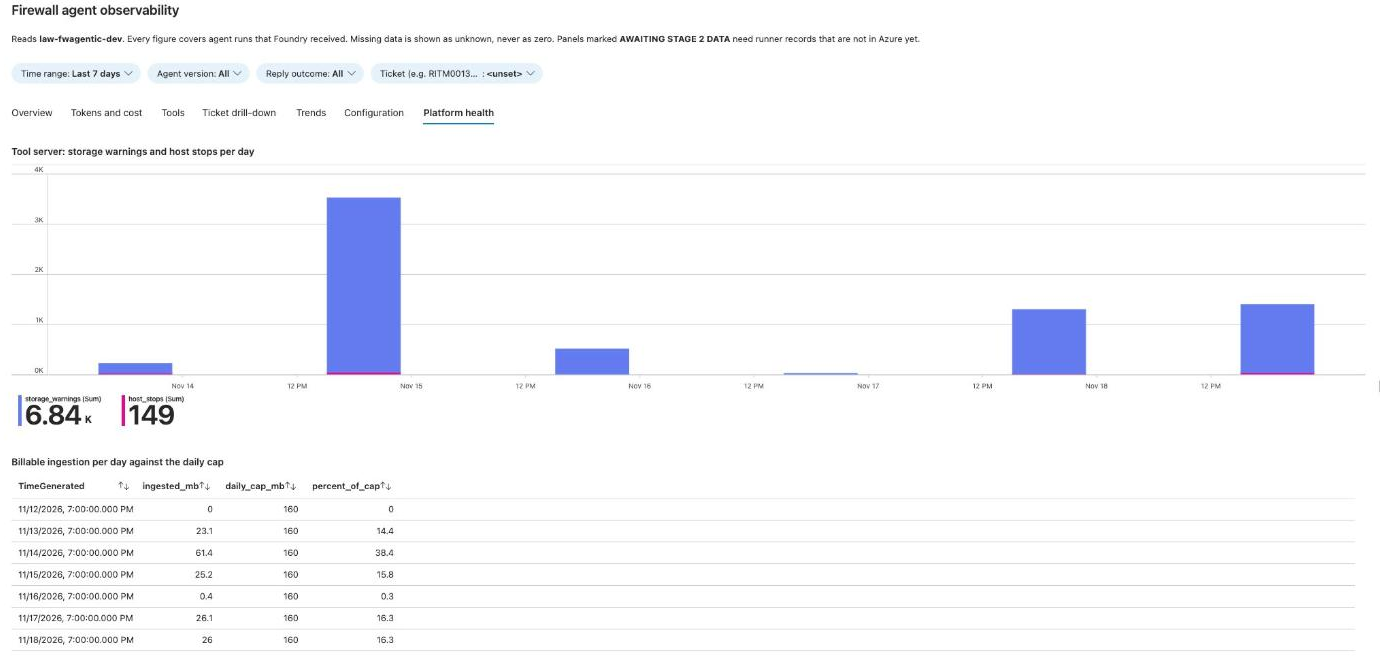 Firewall agent observability
Reads law-fwagentic-dev. Every figure covers agent runs that Foundry received. Missing data is shown as unknown, never as zero. Panels marked AWAITING STAGE 2 DATA need runner records that are not in Azure yet.
Time range: Last 7 days Agent version: All Reply outcome: All Ticket (e.g. RITM0013... : <unset>
Overview Tokens and cost Tools Ticket drill-down Trends Configuration Platform health
Tool server: storage warnings and host stops per day
4K
3K
2K
1K
0K
Nov 14 12 PM Nov 15 12 PM Nov 16 12 PM Nov 17 12 PM Nov 18 12 PM
storage_warnings (Sum) host_stops (Sum)
6.84 K 149
Billable ingestion per day against the daily cap
TimeGenerated ↑↓ ingested_mb↑↓ daily_cap_mb↑↓ percent_of_cap↑↓
11/12/2026, 7:00:00.000 PM 0 160 0
11/13/2026, 7:00:00.000 PM 23.1 160 14.4
11/14/2026, 7:00:00.000 PM 61.4 160 38.4
11/15/2026, 7:00:00.000 PM 25.2 160 15.8
11/16/2026, 7:00:00.000 PM 0.4 160 0.3
11/17/2026, 7:00:00.000 PM 26.1 160 16.3
11/18/2026, 7:00:00.000 PM 26 160 16.3